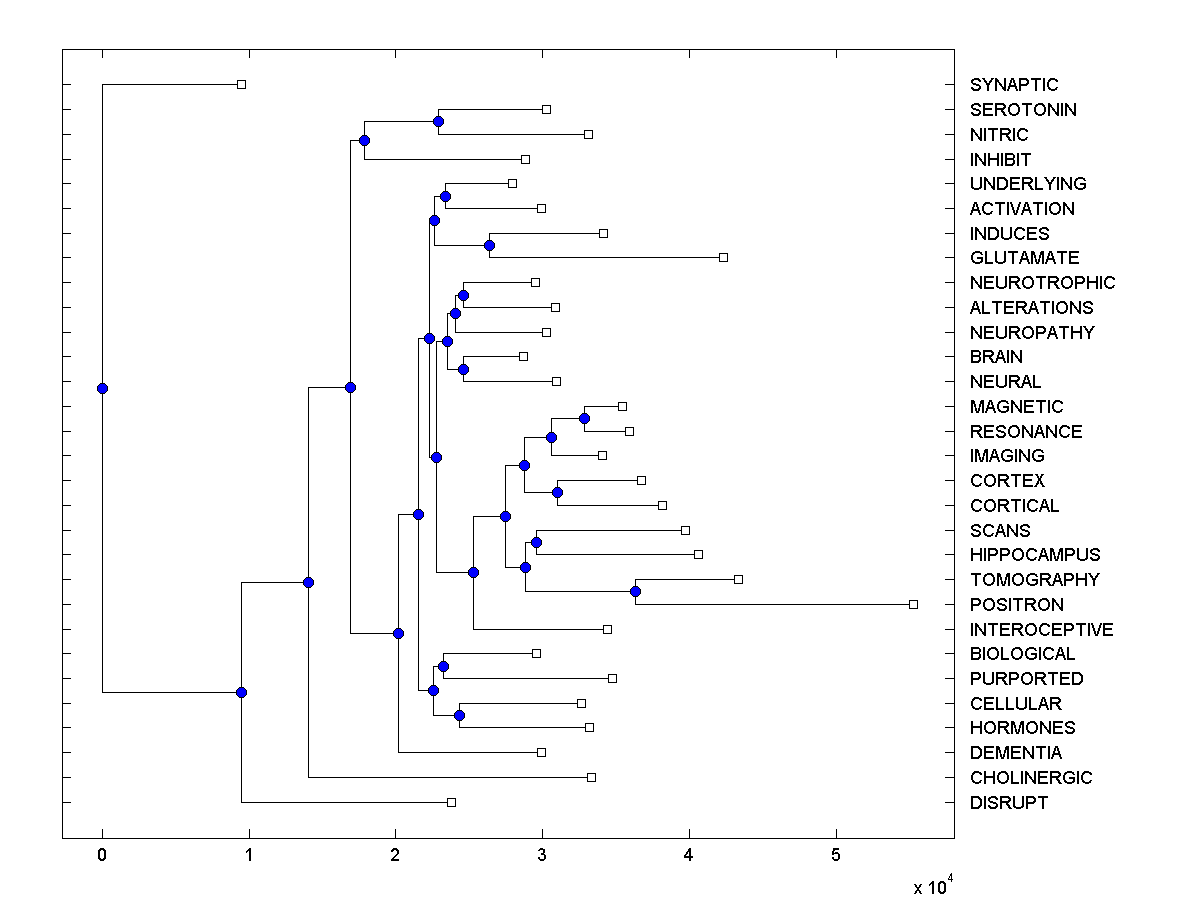 SYNAPTIC
SEROTONIN
NITRIC
INHIBIT
UNDERLYING
ACTIVATION
INDUCES
GLUTAMATE
NEUROTROPHIC
ALTERATIONS
NEUROPATHY
BRAIN
NEURAL
MAGNETIC
RESONANCE
IMAGING
CORTEX
CORTICAL
SCANS
HIPPOCAMPUS
TOMOGRAPHY
POSITRON
INTEROCEPTIVE
BIOLOGICAL
PURPORTED
CELLULAR
HORMONES
DEMENTIA
CHOLINERGIC
DISRUPT
0 1 2 3 4 5
x 10^4